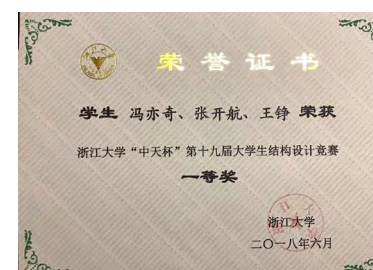 荣誉证书
学生 冯亦奇、张开航、王铮 荣获
浙江大学“中天杯”第十九届大学生结构设计竞赛
一等奖
浙江大学
二〇一八年六月